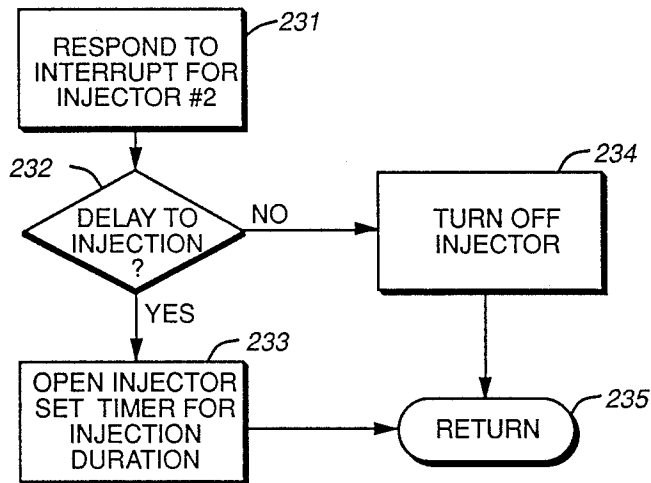 231
RESPOND TO
INTERRUPT FOR
INJECTOR #2
232
DELAY TO
INJECTION
?
NO
YES
234
TURN OFF
INJECTOR
233
OPEN INJECTOR
SET TIMER FOR
INJECTION
DURATION
235
RETURN